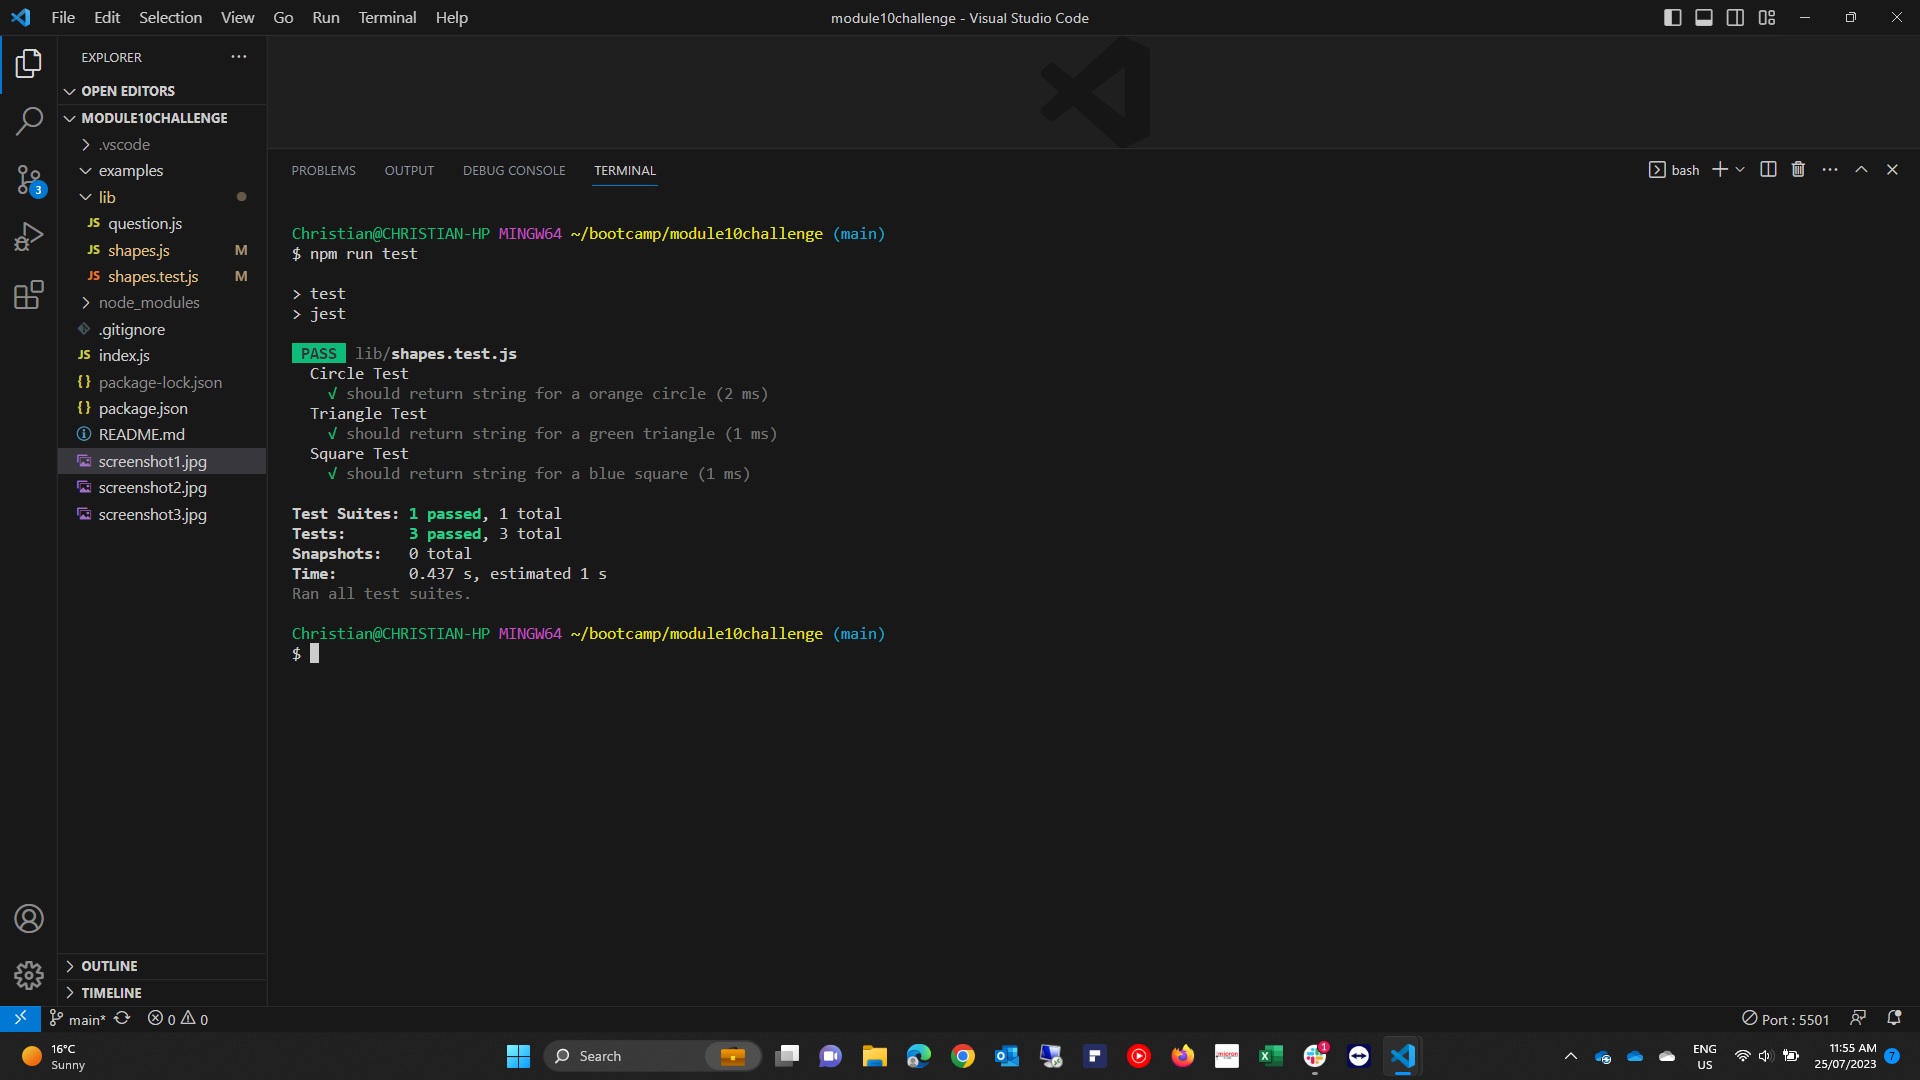 File Edit Selection View Go Run Terminal Help
module10challenge - Visual Studio Code
EXPLORER
OPEN EDITORS
MODULE10CHALLENGE
.vscode
examples
lib
JS question.js
JS shapes.js M
JS shapes.test.js M
node_modules
.gitignore
JS index.js
{} package-lock.json
{} package.json
README.md
screenshot1.jpg
screenshot2.jpg
screenshot3.jpg
OUTLINE
TIMELINE
3
PROBLEMS OUTPUT DEBUG CONSOLE TERMINAL
bash
Christian@CHRISTIAN-HP MINGW64 ~/bootcamp/module10challenge (main)
$ npm run test
> test
> jest
PASS lib/shapes.test.js
Circle Test
√ should return string for a orange circle (2 ms)
Triangle Test
√ should return string for a green triangle (1 ms)
Square Test
√ should return string for a blue square (1 ms)
Test Suites: 1 passed, 1 total
Tests: 3 passed, 3 total
Snapshots: 0 total
Time: 0.437 s, estimated 1 s
Ran all test suites.
Christian@CHRISTIAN-HP MINGW64 ~/bootcamp/module10challenge (main)
$
main* 0 0
Port : 5501
16°C
Sunny
Search
1
ENG
US
11:55 AM
25/07/2023
7